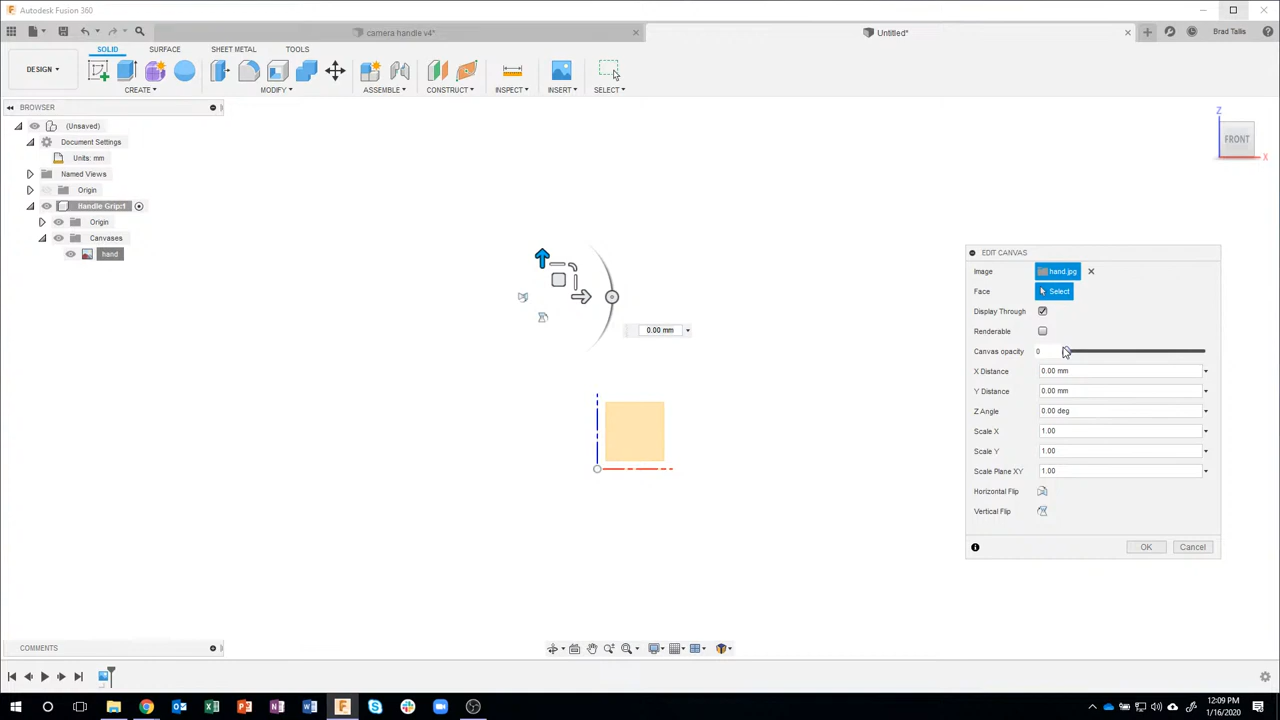 Autodesk Fusion 360
camera handle v4*
Untitled*
Brad Tallis
DESIGN
SOLID
SURFACE
SHEET METAL
TOOLS
CREATE
MODIFY
ASSEMBLE
CONSTRUCT
INSPECT
INSERT
SELECT
BROWSER
(Unsaved)
Document Settings
Units: mm
Named Views
Origin
Handle Grip:1
Origin
Canvases
hand
Z
FRONT
X
0.00 mm
EDIT CANVAS
Image hand.jpg
Face Select
Display Through
Renderable
Canvas opacity 0
X Distance 0.00 mm
Y Distance 0.00 mm
Z Angle 0.00 deg
Scale X 1.00
Scale Y 1.00
Scale Plane XY 1.00
Horizontal Flip
Vertical Flip
OK Cancel
COMMENTS
12:09 PM
1/16/2020